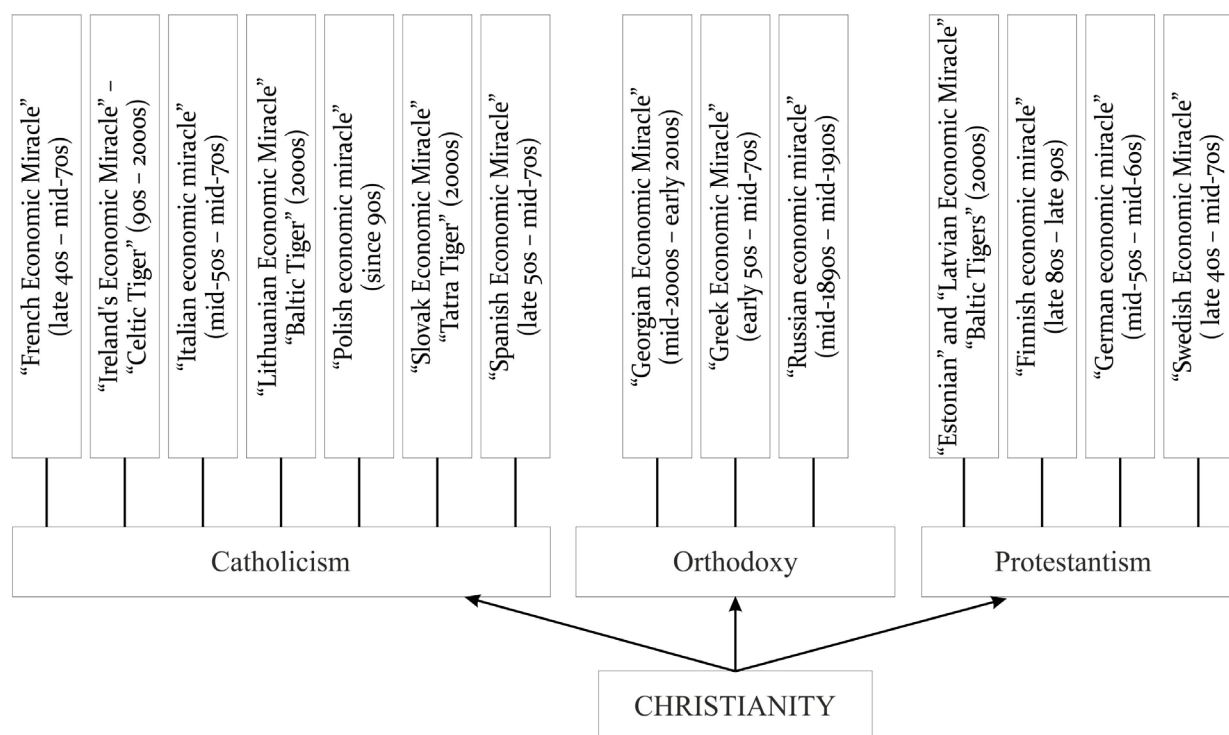 “French Economic Miracle”
(late 40s – mid-70s)
“Ireland's Economic Miracle” –
“Celtic Tiger” (90s – 2000s)
“Italian economic miracle”
(mid-50s – mid-70s)
“Lithuanian Economic Miracle”
“Baltic Tiger” (2000s)
“Polish economic miracle”
(since 90s)
“Slovak Economic Miracle”
“Tatra Tiger” (2000s)
“Spanish Economic Miracle”
(late 50s – mid-70s)
“Georgian Economic Miracle”
(mid-2000s – early 2010s)
“Greek Economic Miracle”
(early 50s – mid-70s)
“Russian economic miracle”
(mid-1890s – mid-1910s)
“Estonian” and “Latvian Economic Miracle”
“Baltic Tigers” (2000s)
“Finnish economic miracle”
(late 80s – late 90s)
“German economic miracle”
(mid-50s – mid-60s)
“Swedish Economic Miracle”
( late 40s – mid-70s)
Catholicism
Orthodoxy
Protestantism
CHRISTIANITY